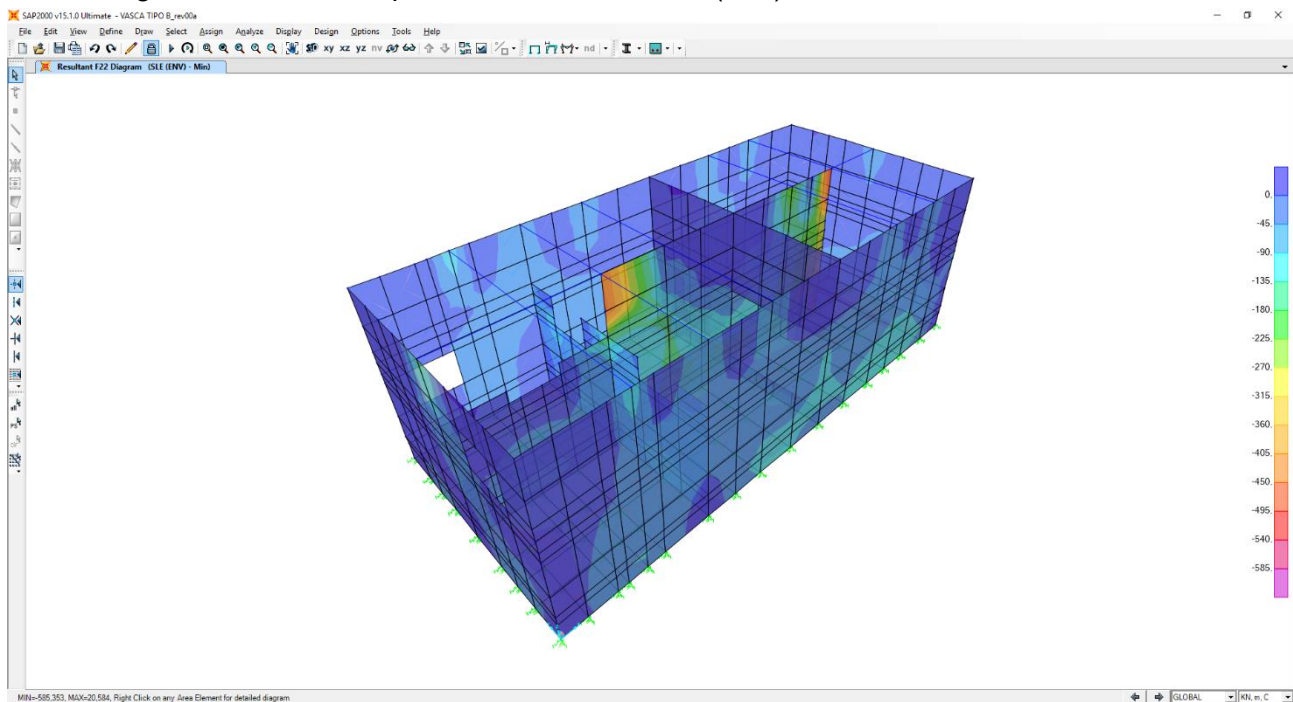 SAP2000 v15.1.0 Ultimate - VASCA TIPO B_rev00a
File Edit View Define Draw Select Assign Analyze Display Design Options Tools Help
xy xz yz nv
nd
Resultant F22 Diagram (SLE (ENV) - Min)
0.
-45.
-90.
-135.
-180.
-225.
-270.
-315.
-360.
-405.
-450.
-495.
-540.
-585.
MIN=-585,353, MAX=20,584, Right Click on any Area Element for detailed diagram
GLOBAL
KN, m, C